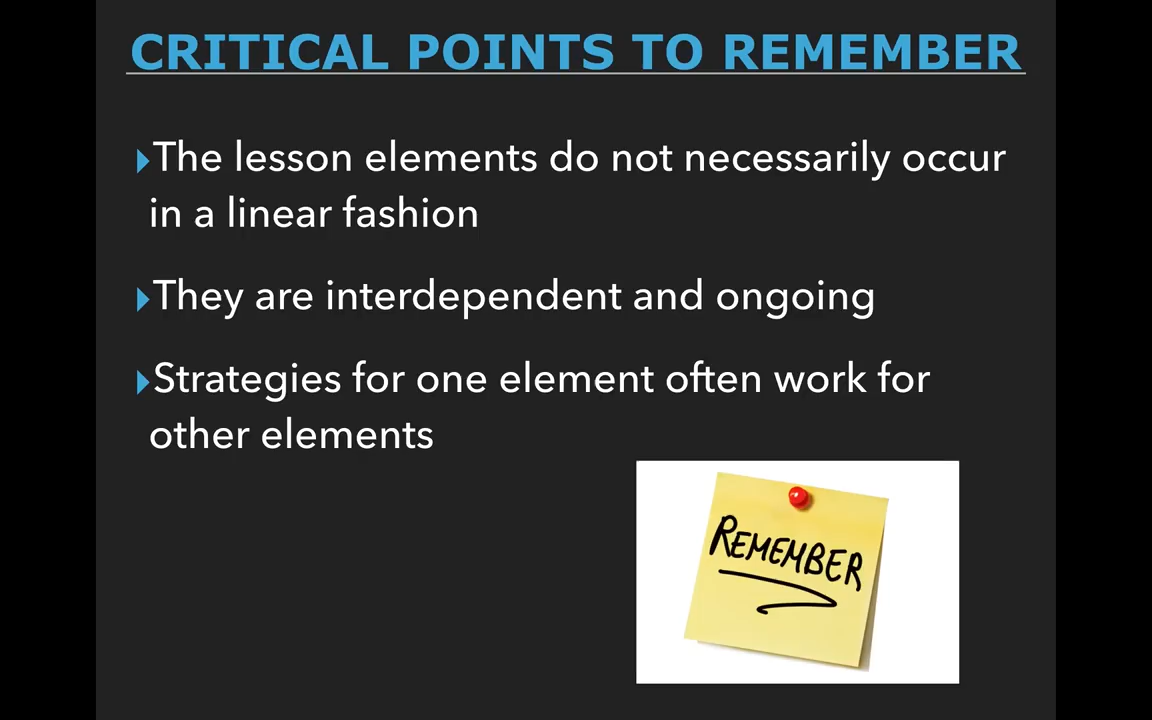 CRITICAL POINTS TO REMEMBER
The lesson elements do not necessarily occur
in a linear fashion
They are interdependent and ongoing
Strategies for one element often work for
other elements
REMEMBER